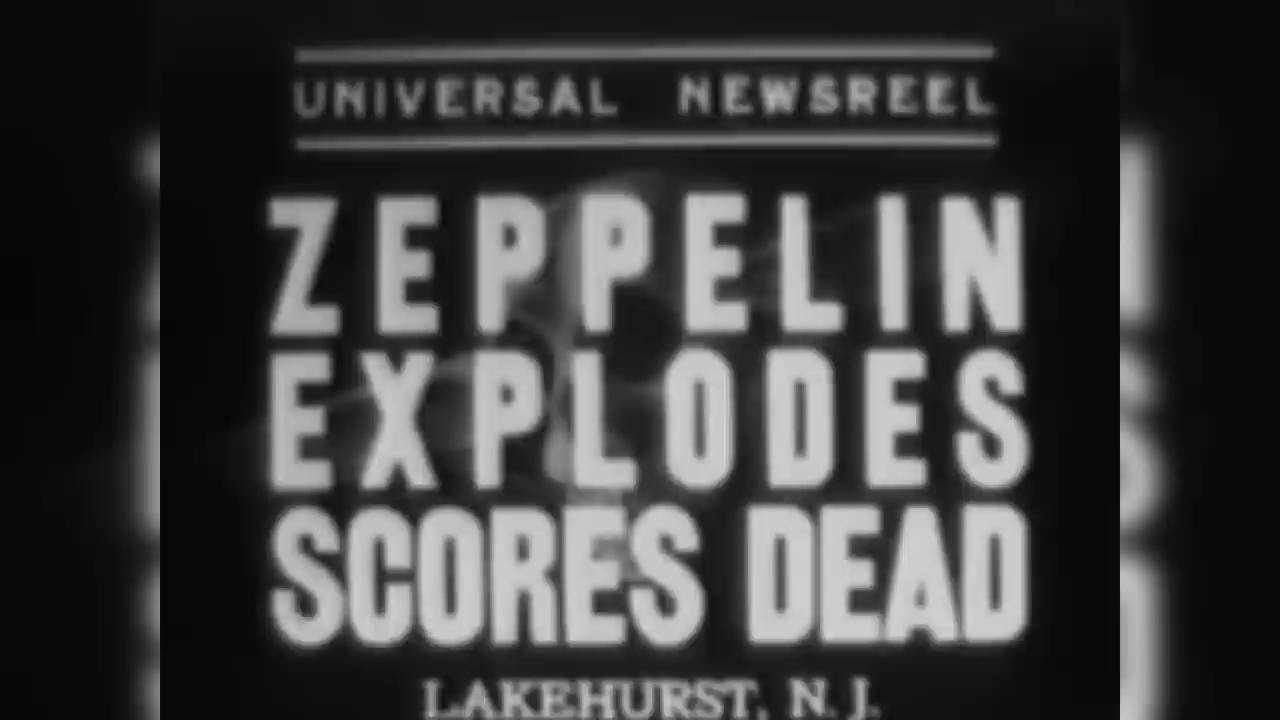 UNIVERSAL NEWSREEL
ZEPPELIN
EXPLODES
SCORES DEAD
LAKEHURST, N. J.